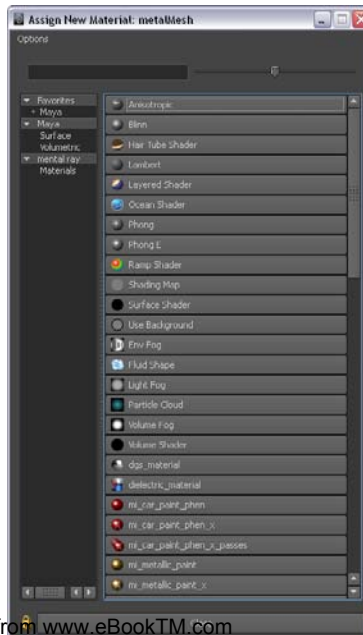 Assign New Material: metalMesh
Options
Favorites
+ Maya
Maya
Surface
Volumetric
mental ray
Materials
Anisotropic
Blinn
Hair Tube Shader
Lambert
Layered Shader
Ocean Shader
Phong
Phong E
Ramp Shader
Shading Map
Surface Shader
Use Background
Env Fog
Fluid Shape
Light Fog
Particle Cloud
Volume Fog
Volume Shader
dgs_material
dielectric_material
mi_car_paint_phen
mi_car_paint_phen_x
mi_car_paint_phen_x_passes
mi_metallic_paint
mi_metallic_paint_x
from www.eBookTM.com